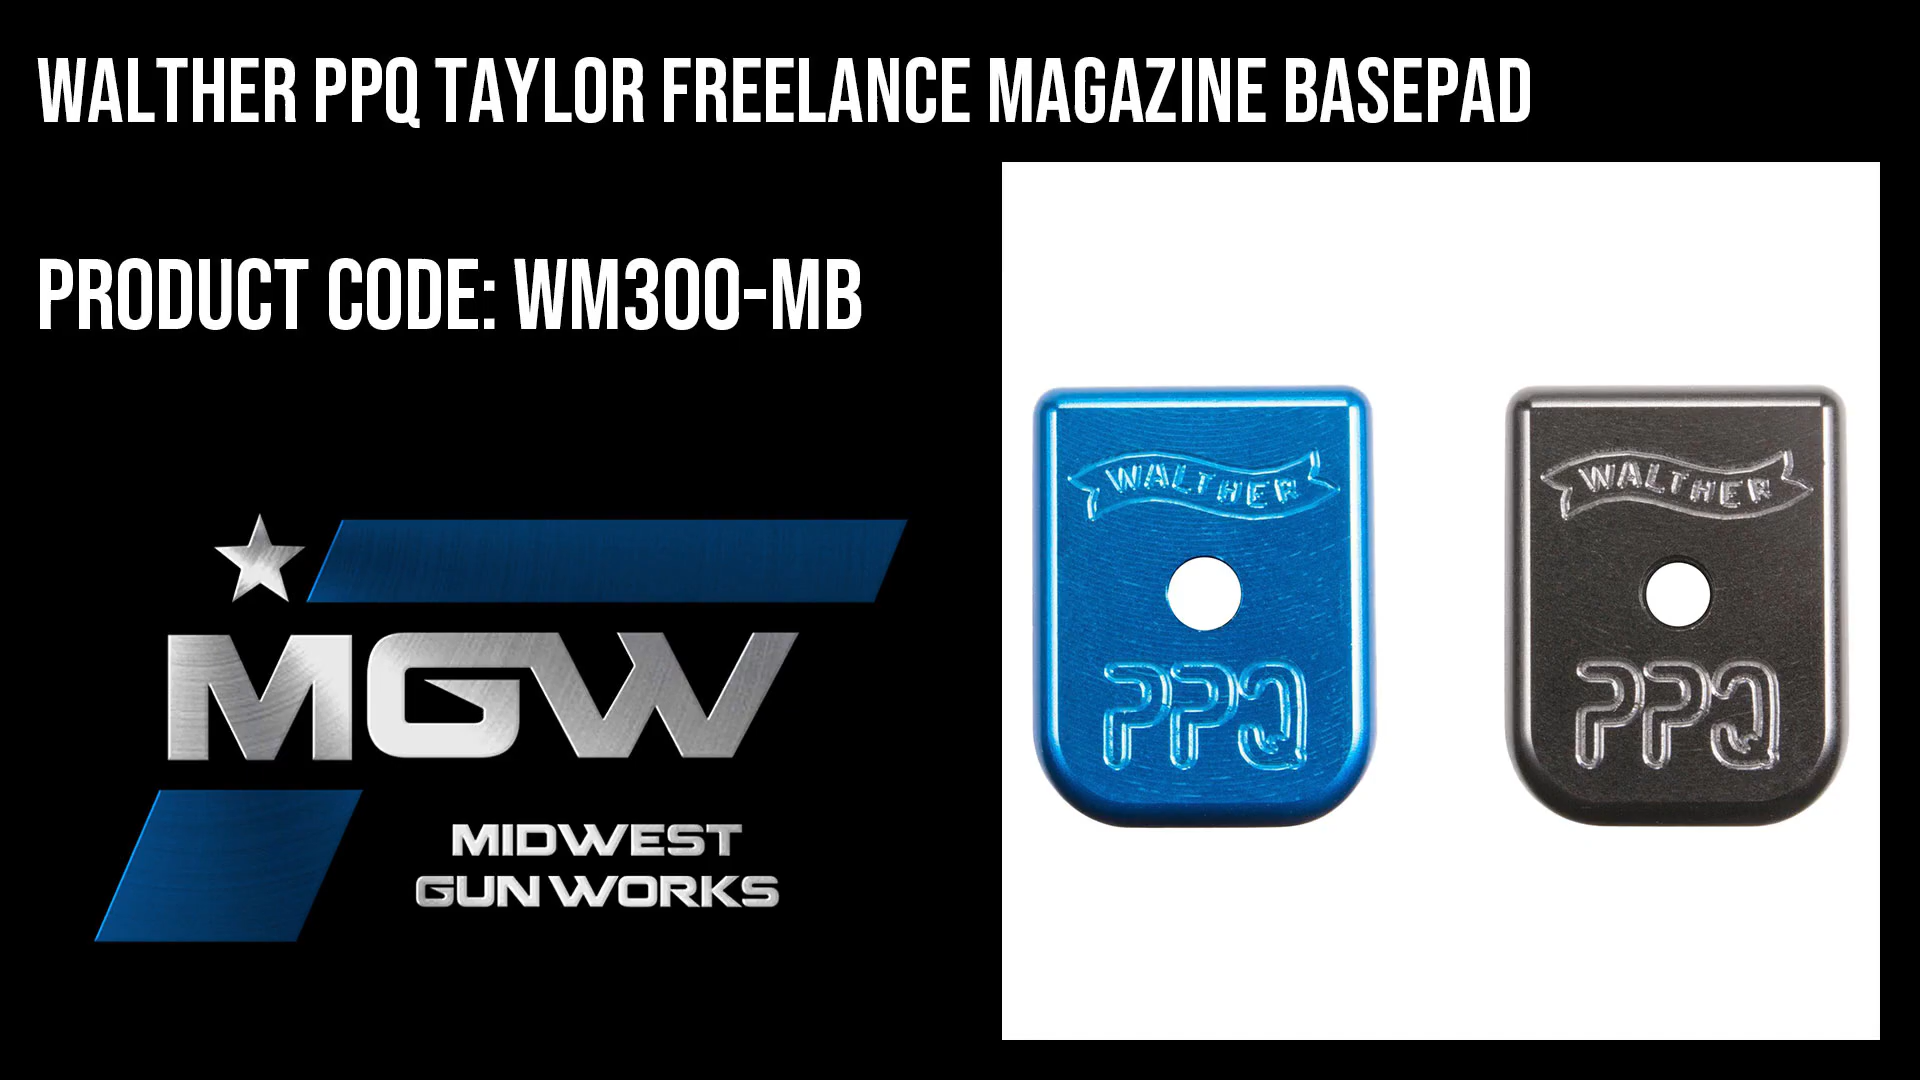 WALTHER PPQ TAYLOR FREELANCE MAGAZINE BASEPAD
PRODUCT CODE: WM300-MB
MGW
MIDWEST
GUN WORKS
WALTHER
PPQ
WALTHER
PPQ